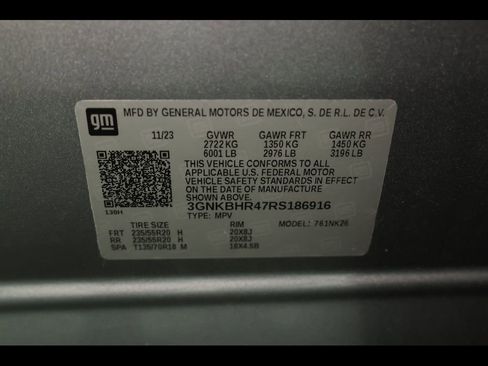 gm
MFD BY GENERAL MOTORS DE MEXICO, S. DE R.L. DE C.V.
11/23 GVWR GAWR FRT GAWR RR
2722 KG 1350 KG 1450 KG
6001 LB 2976 LB 3196 LB
THIS VEHICLE CONFORMS TO ALL
APPLICABLE U.S. FEDERAL MOTOR
VEHICLE SAFETY STANDARDS IN EFFECT
ON THE DATE OF MANUFACTURE
SHOWN ABOVE.
139H 3GNKBHR47RS186916
TYPE: MPV MODEL: 761NK26
TIRE SIZE RIM
FRT 235/55R20 H 20X8J
RR 235/55R20 H 20X8J
SPA T135/70R18 M 18X4.5B